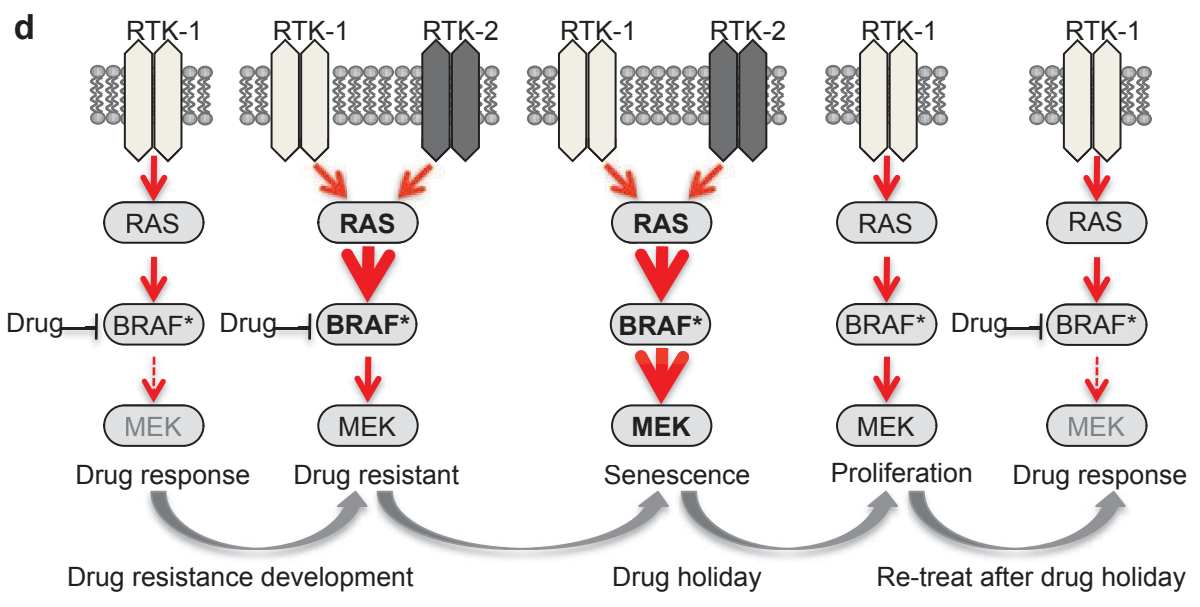 d
RTK-1 RTK-1 RTK-2 RTK-1 RTK-2 RTK-1 RTK-1
RAS RAS RAS RAS RAS
Drug BRAF* Drug BRAF* BRAF* BRAF* Drug BRAF*
MEK MEK MEK MEK MEK
Drug response Drug resistant Senescence Proliferation Drug response
Drug resistance development Drug holiday Re-treat after drug holiday